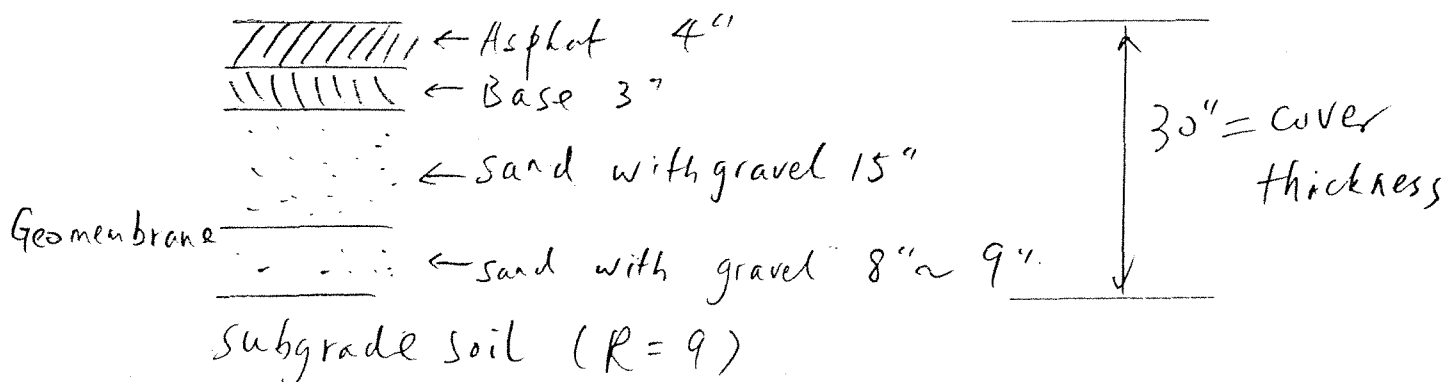 ← Asphat 4"
← Base 3"
30" = cover
thickness
← sand with gravel 15"
Geomenbrane
← sand with gravel 8" ~ 9".
subgrade soil (R = 9)